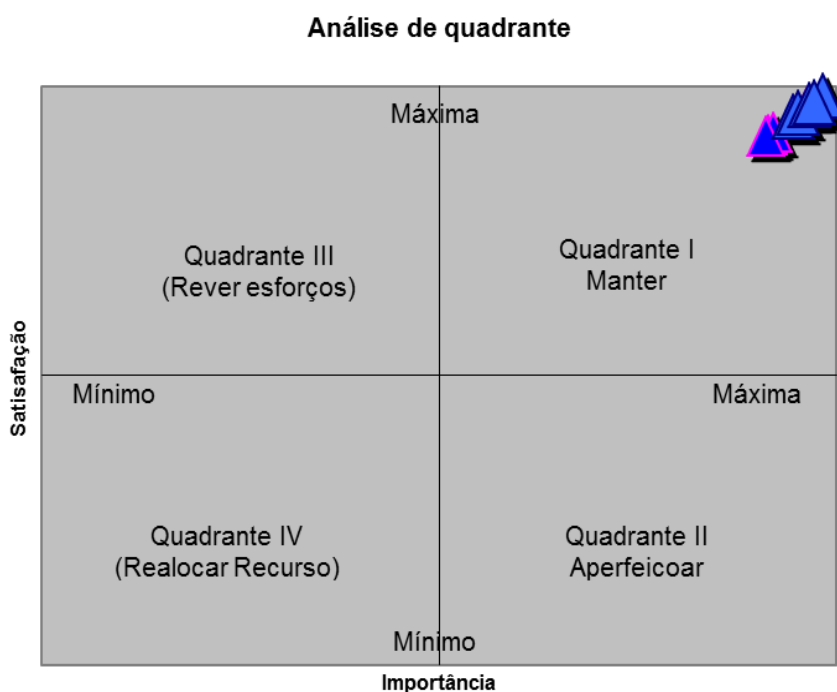 Análise de quadrante
Máxima
Quadrante III
(Rever esforços)
Quadrante I
Manter
Satisafação
Mínimo
Máxima
Quadrante IV
(Realocar Recurso)
Quadrante II
Aperfeicoar
Mínimo
Importância